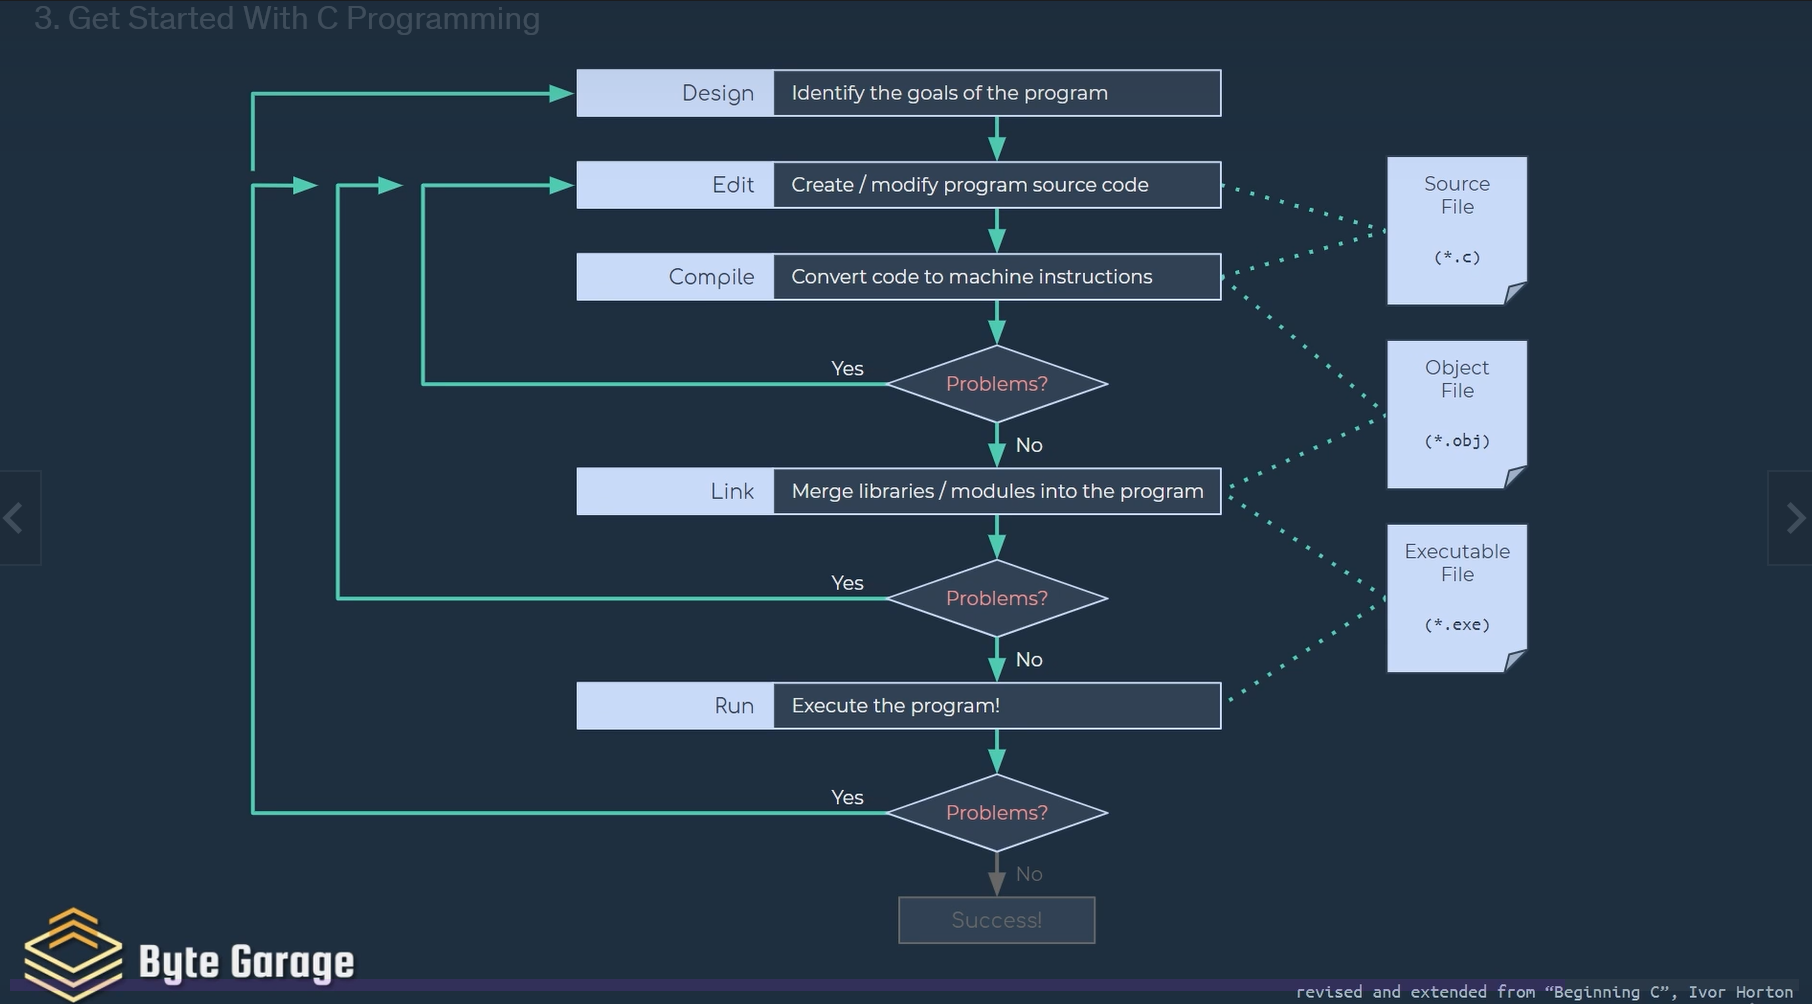 3. Get Started With C Programming
Design
Identify the goals of the program
Edit
Create / modify program source code
Compile
Convert code to machine instructions
Yes
Problems?
No
Link
Merge libraries / modules into the program
Yes
Problems?
No
Run
Execute the program!
Yes
Problems?
No
Success!
Source
File
(*.c)
Object
File
(*.obj)
Executable
File
(*.exe)
Byte Garage
revised and extended from “Beginning C”, Ivor Horton